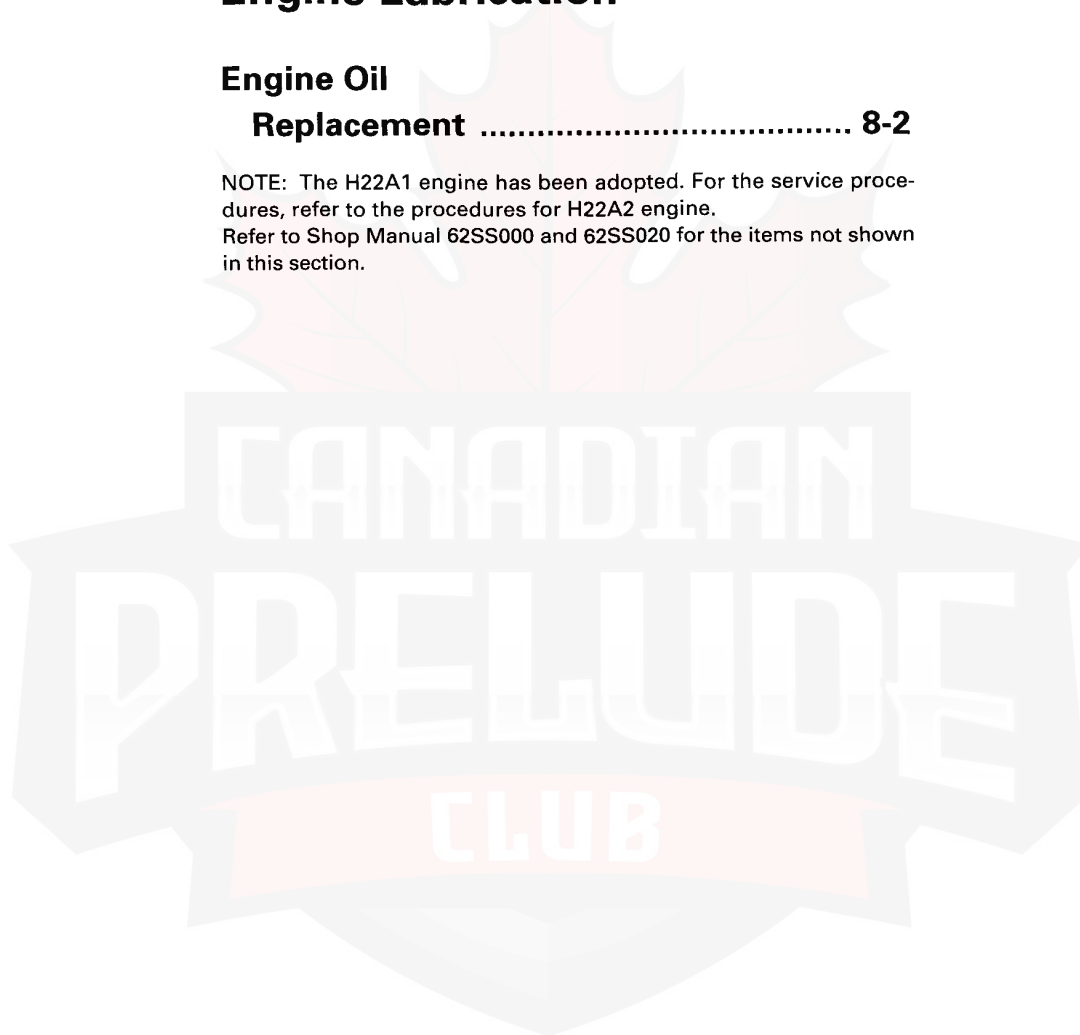 Engine Lubrication
Engine Oil
Replacement ....................................... 8-2
NOTE: The H22A1 engine has been adopted. For the service proce-
dures, refer to the procedures for H22A2 engine.
Refer to Shop Manual 62SS000 and 62SS020 for the items not shown
in this section.
CANADIAN
PRELUDE
CLUB